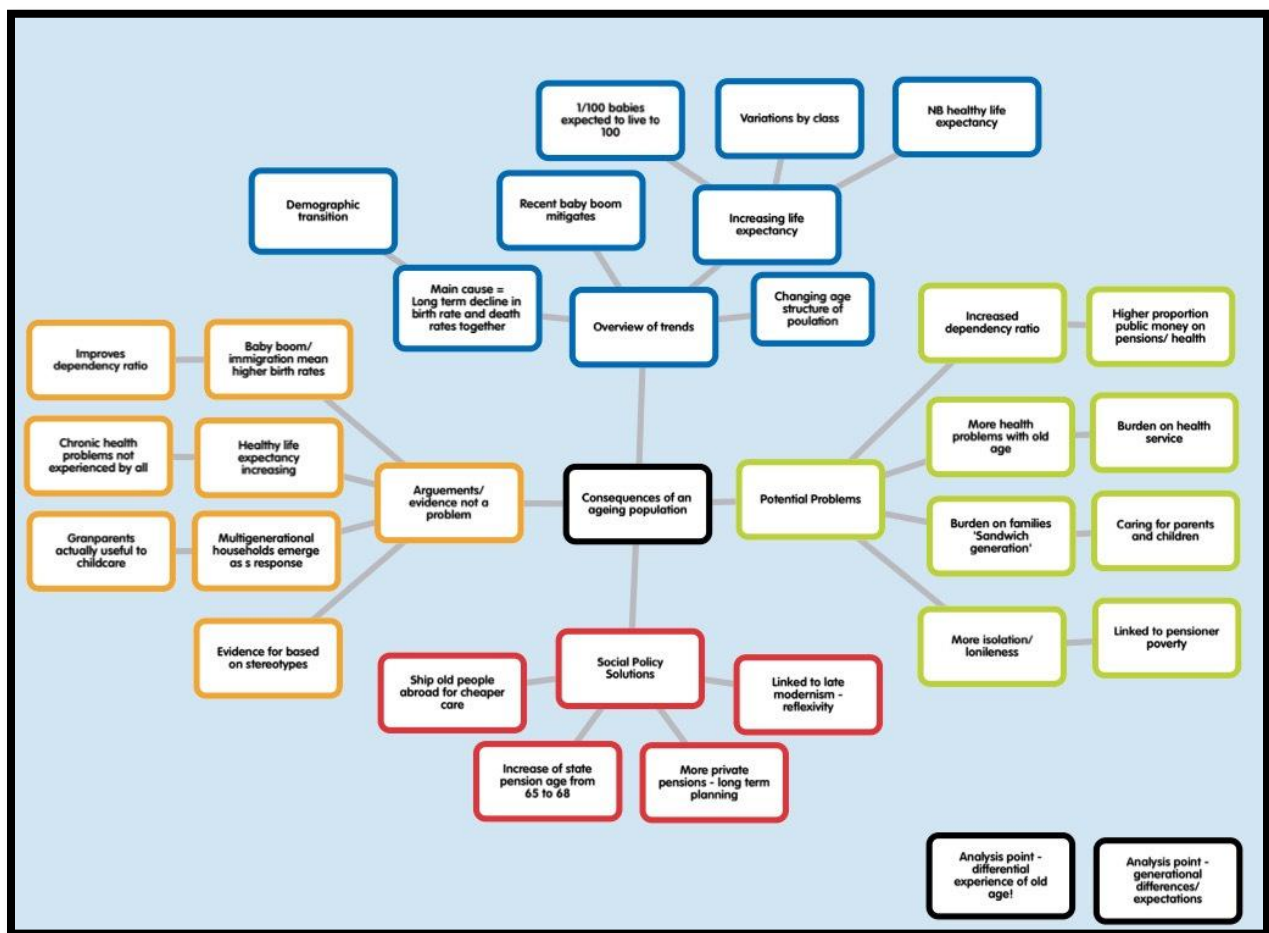 1/100 babies
expected to live to
100
Variations by class
NB healthy life
expectancy
Demographic
transition
Recent baby boom
mitigates
Increasing life
expectancy
Main cause =
Long term decline in
birth rate and death
rates together
Overview of trends
Changing age
structure of
poulation
Increased
dependency ratio
Higher proportion
public money on
pensions/ health
Improves
dependency ratio
Baby boom/
immigration mean
higher birth rates
Chronic health
problems not
experienced by all
Healthy life
expectancy
increasing
Arguements/
evidence not a
problem
Consequences of an
ageing population
Potential Problems
More health
problems with old
age
Burden on health
service
Granparents
actually useful to
childcare
Multigenerational
households emerge
as s response
Burden on families
'Sandwich
generation'
Caring for parents
and children
Evidence for based
on stereotypes
More isolation/
lonileness
Linked to pensioner
poverty
Social Policy
Solutions
Ship old people
abroad for cheaper
care
Linked to late
modernism -
reflexivity
Increase of state
pension age from
65 to 68
More private
pensions - long term
planning
Analysis point -
differential
experience of old
age!
Analysis point -
generational
differences/
expectations